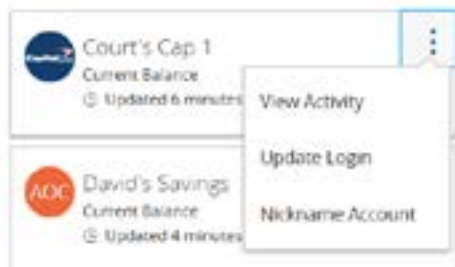 Court's Cap 1
Current Balance
Updated 6 minutes
View Activity
Update Login
AOC
David's Savings
Current Balance
Nickname Account
Updated 4 minutes